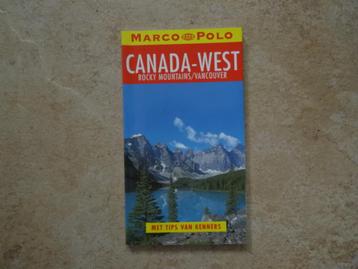 MARCO POLO
CANADA-WEST
ROCKY MOUNTAINS/VANCOUVER
MET TIPS VAN KENNERS